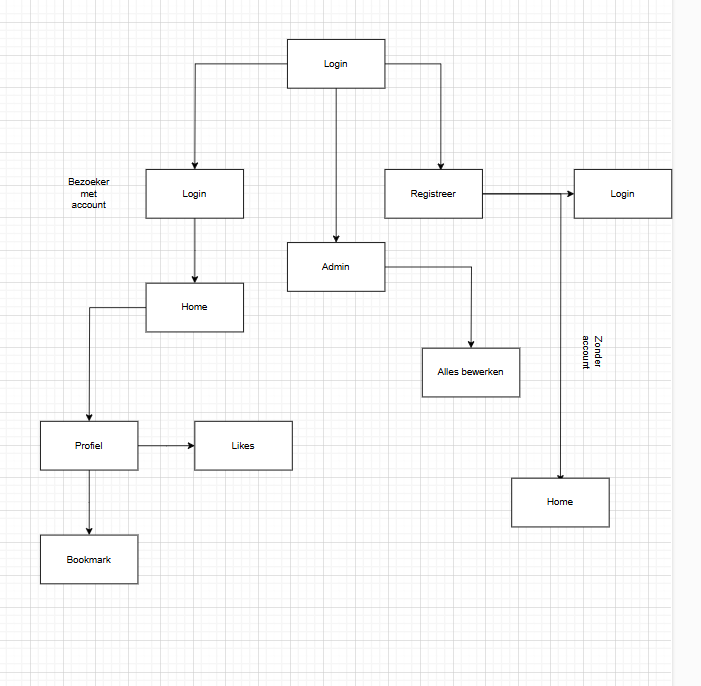 Login
Bezoeker
met
account
Login
Registreer
Login
Admin
Home
Zonder
account
Alles bewerken
Profiel
Likes
Home
Bookmark